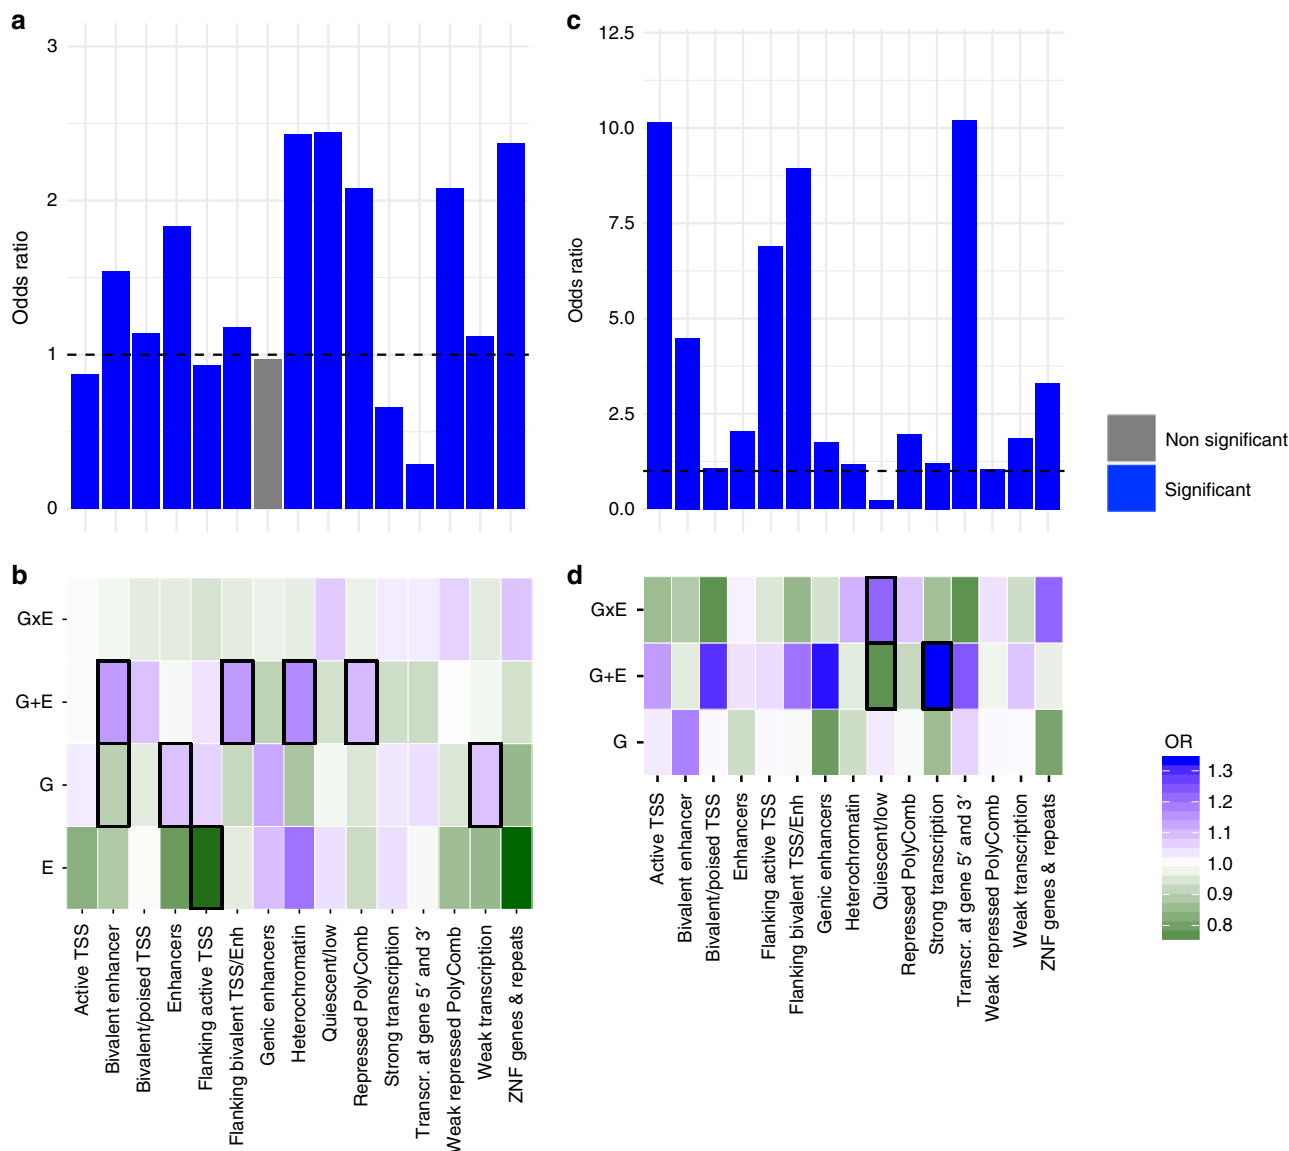 a
3
2
1
0
Odds ratio
c
12.5
10.0
7.5
5.0
2.5
0.0
Odds ratio
Non significant
Significant
b
GxE
G+E
G
E
Active TSS
Bivalent enhancer
Bivalent/poised TSS
Enhancers
Flanking active TSS
Flanking bivalent TSS/Enh
Genic enhancers
Heterochromatin
Quiescent/low
Repressed PolyComb
Strong transcription
Transcr. at gene 5′ and 3′
Weak repressed PolyComb
Weak transcription
ZNF genes & repeats
d
GxE
G+E
G
Active TSS
Bivalent enhancer
Bivalent/poised TSS
Enhancers
Flanking active TSS
Flanking bivalent TSS/Enh
Genic enhancers
Heterochromatin
Quiescent/low
Repressed PolyComb
Strong transcription
Transcr. at gene 5′ and 3′
Weak repressed PolyComb
Weak transcription
ZNF genes & repeats
OR
1.3
1.2
1.1
1.0
0.9
0.8